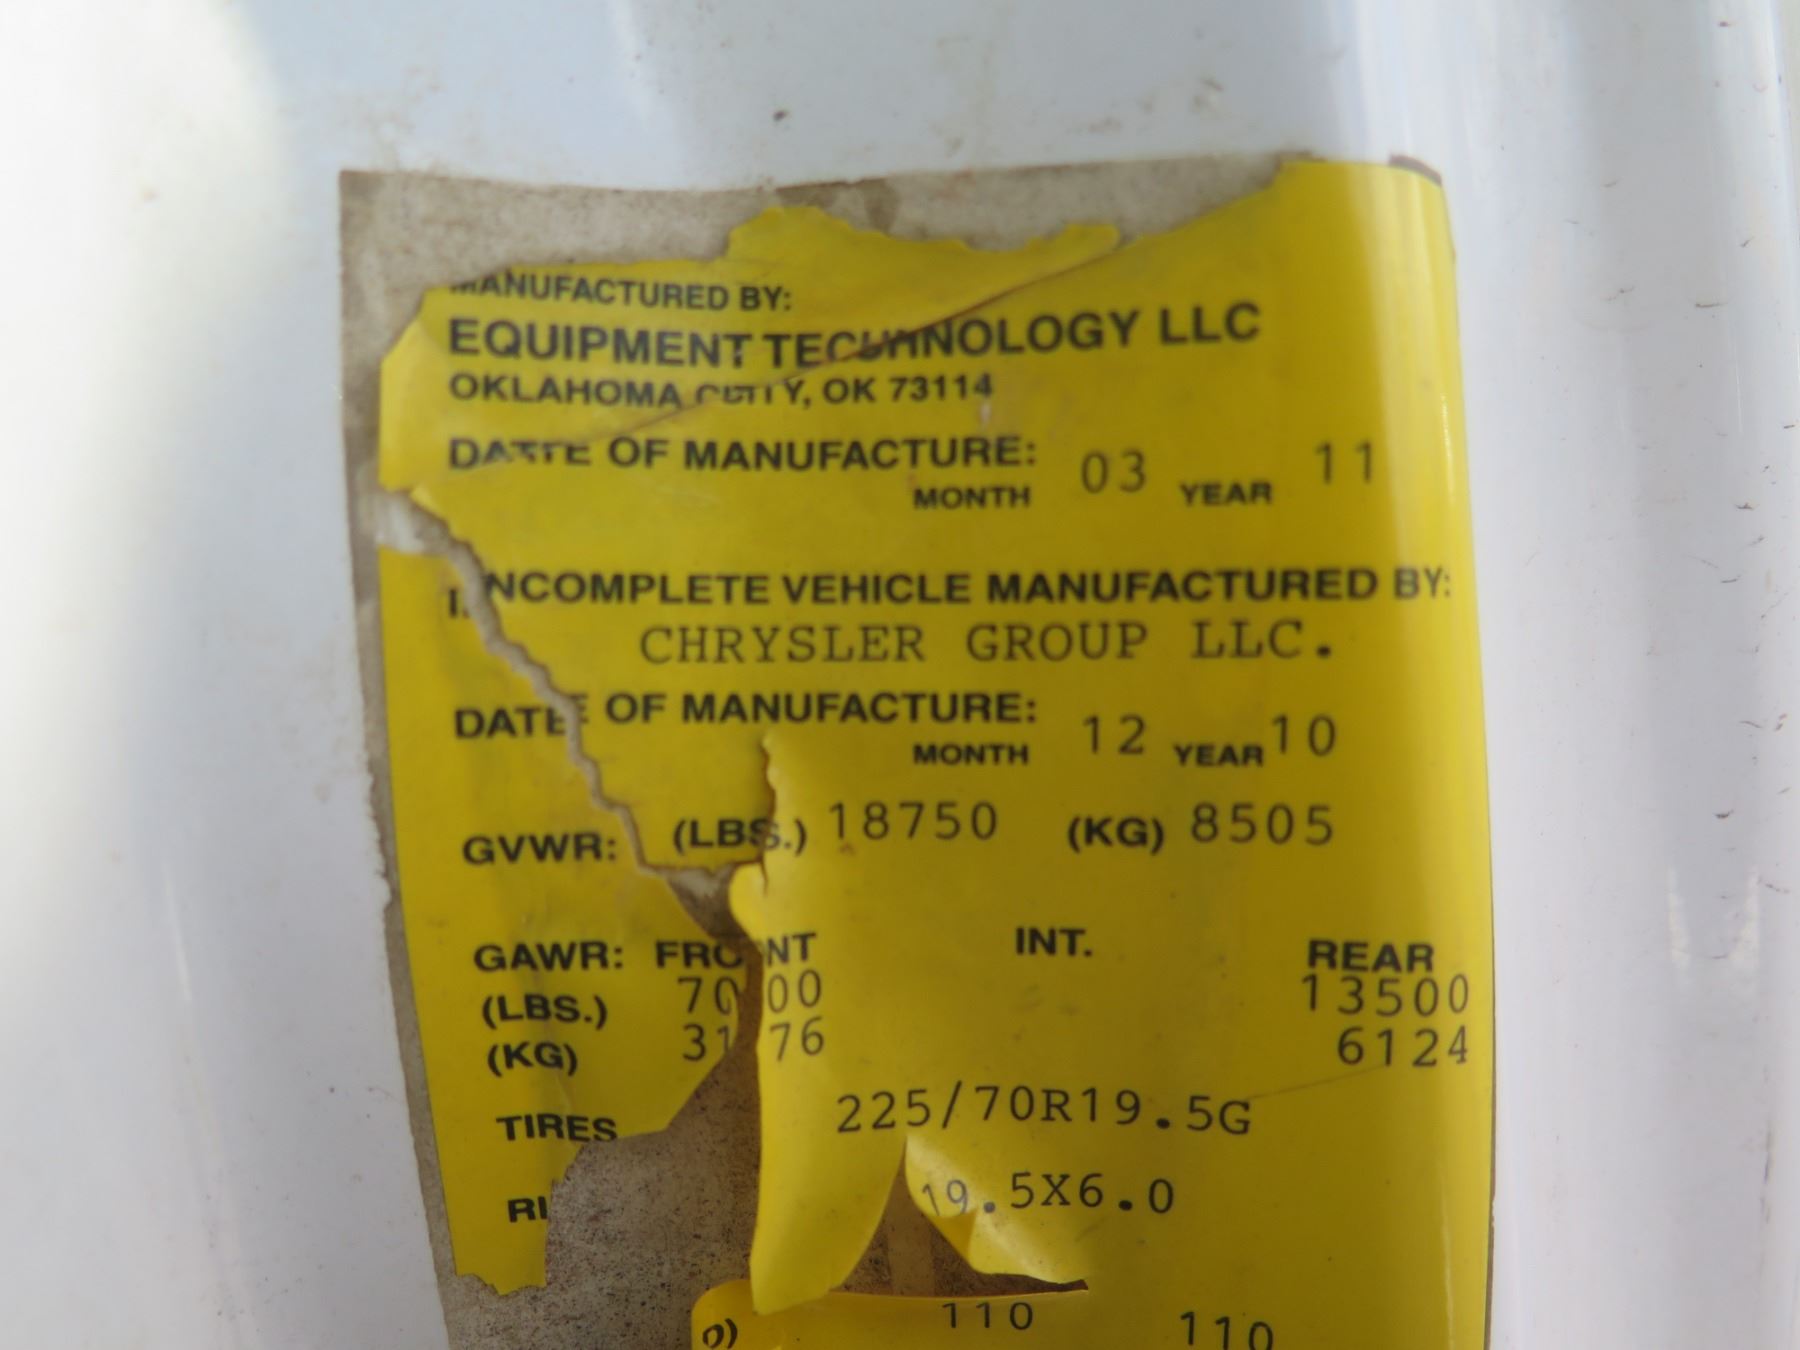 MANUFACTURED BY:
EQUIPMENT TECHNOLOGY LLC
OKLAHOMA CITY, OK 73114
DATE OF MANUFACTURE: 03 11
MONTH YEAR
INCOMPLETE VEHICLE MANUFACTURED BY:
CHRYSLER GROUP LLC.
DATE OF MANUFACTURE: 12 10
MONTH YEAR
GVWR: (LBS.) 18750 (KG) 8505
GAWR: FRONT INT. REAR
(LBS.) 7000 13500
(KG) 3176 6124
TIRES 225/70R19.5G
RI 19.5X6.0
110 110